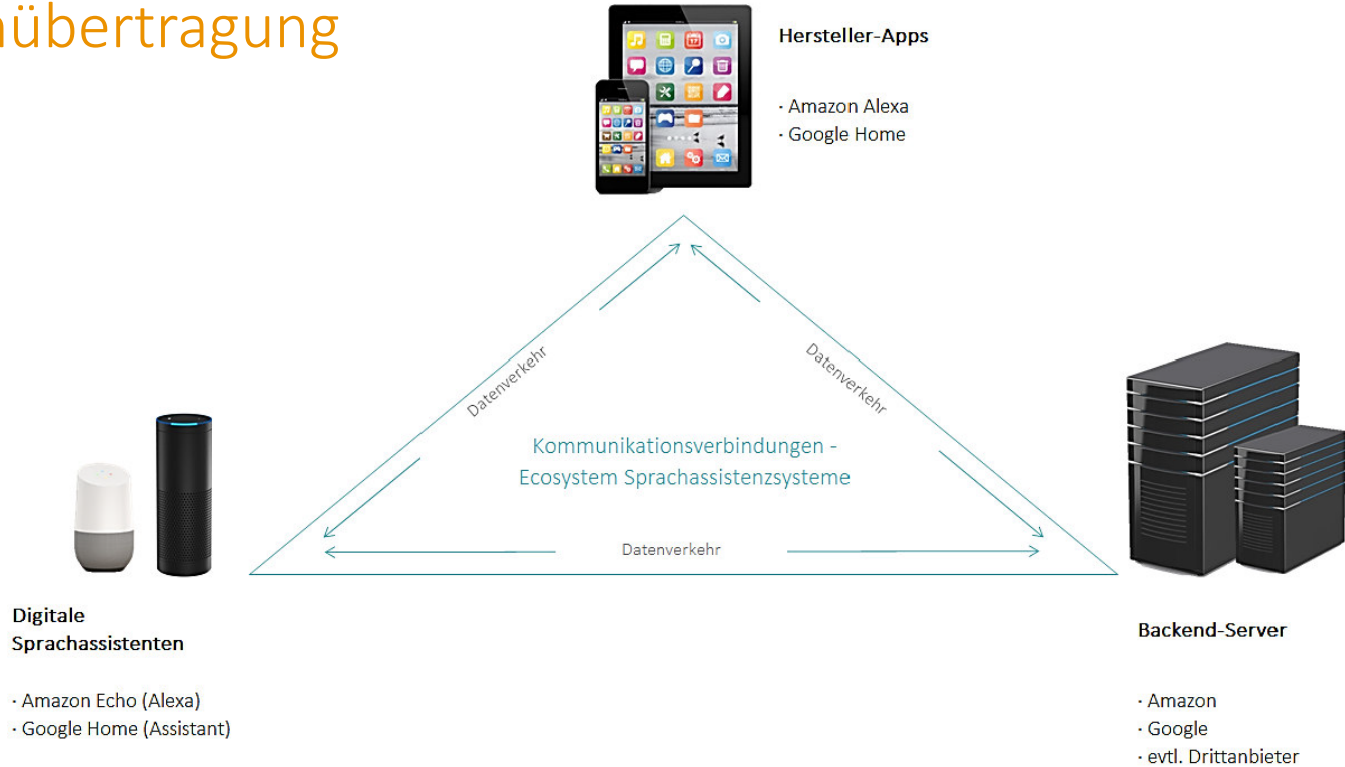 nübertragung
Hersteller-Apps
· Amazon Alexa
· Google Home
Datenverkehr
Datenverkehr
Kommunikationsverbindungen -
Ecosystem Sprachassistenzsysteme
Datenverkehr
Digitale
Sprachassistenten
· Amazon Echo (Alexa)
· Google Home (Assistant)
Backend-Server
· Amazon
· Google
· evtl. Drittanbieter